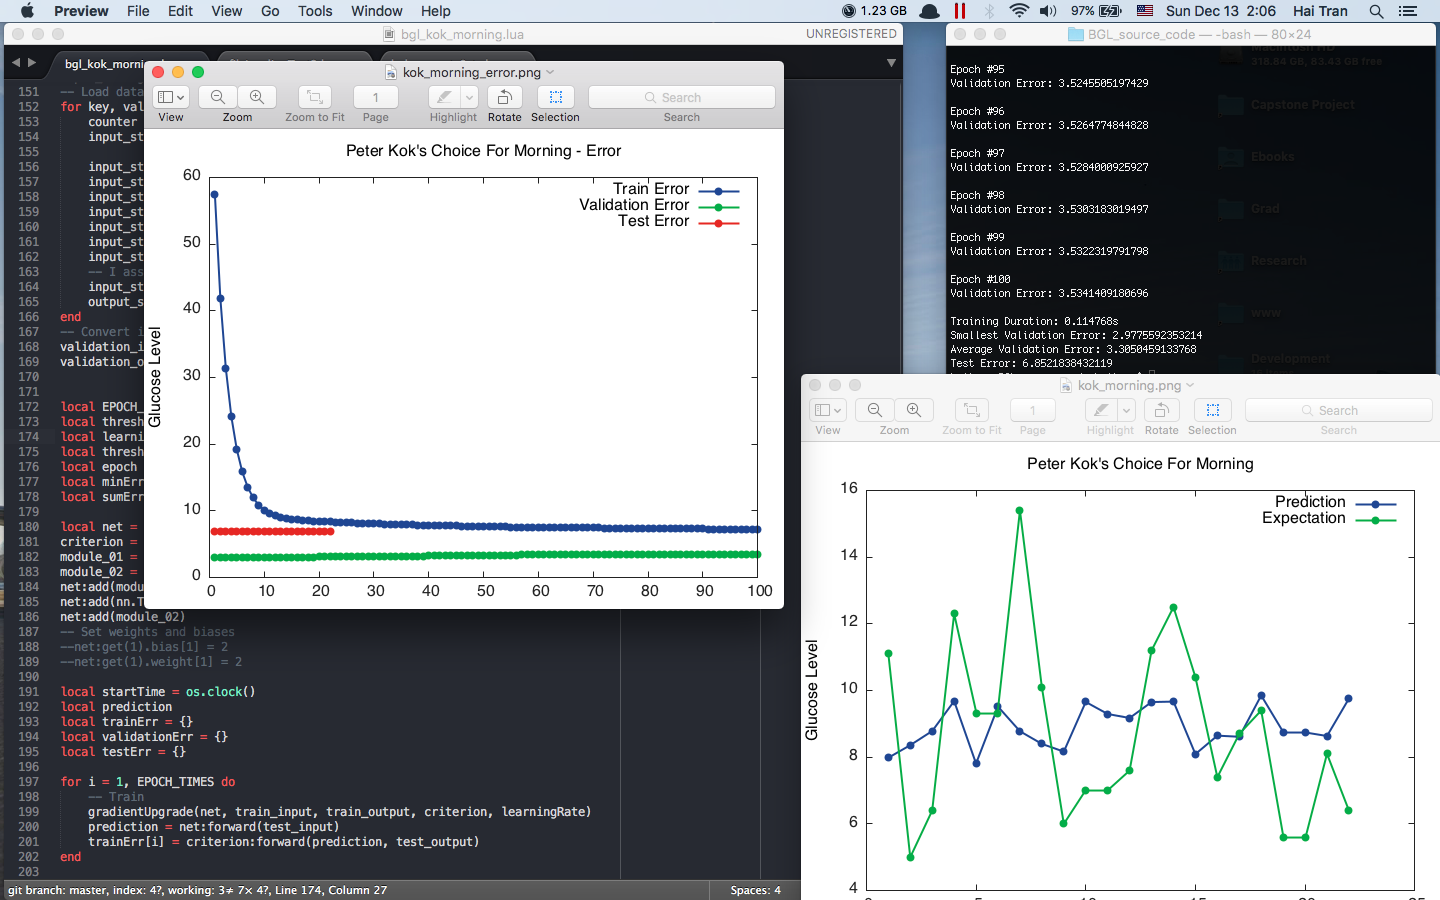 Preview File Edit View Go Tools Window Help 1.23 GB 97% Sun Dec 13 2:06 Hai Tran
bgl_kok_morning.lua UNREGISTERED
bgl_kok_morni
kok_morning_error.png
View Zoom Zoom to Fit 1 Page Highlight Rotate Selection Search
Search
Peter Kok's Choice For Morning - Error
Train Error
Validation Error
Test Error
Glucose Level
60
50
40
30
20
10
0
0 10 20 30 40 50 60 70 80 90 100
151 -- Load data
152 for key, val
153 counter
154 input_st
155
156 input_st
157 input_st
158 input_st
159 input_st
160 input_st
161 input_st
162 input_st
163 -- I ass
164 input_st
165 output_s
166 end
167 -- Convert i
168 validation_i
169 validation_o
170
171
172 local EPOCH_
173 local thresh
174 local learni
175 local thresh
176 local epoch
177 local minErr
178 local sumErr
179
180 local net =
181 criterion =
182 module_01 =
183 module_02 =
184 net:add(modu
185 net:add(nn.T
186 net:add(module_02)
187 -- Set weights and biases
188 --net:get(1).bias[1] = 2
189 --net:get(1).weight[1] = 2
190
191 local startTime = os.clock()
192 local prediction
193 local trainErr = {}
194 local validationErr = {}
195 local testErr = {}
196
197 for i = 1, EPOCH_TIMES do
198 -- Train
199 gradientUpgrade(net, train_input, train_output, criterion, learningRate)
200 prediction = net:forward(test_input)
201 trainErr[i] = criterion:forward(prediction, test_output)
202 end
203
git branch: master, index: 4?, working: 3≠ 7× 4?, Line 174, Column 27 Spaces: 4
BGL_source_code — -bash — 80×24
Epoch #95
Validation Error: 3.5245505197429
Epoch #96
Validation Error: 3.5264774844828
Epoch #97
Validation Error: 3.5284000925927
Epoch #98
Validation Error: 3.5303183019497
Epoch #99
Validation Error: 3.5322319791798
Epoch #100
Validation Error: 3.5341409180696
Training Duration: 0.114768s
Smallest Validation Error: 2.9775592353214
Average Validation Error: 3.3050459133768
Test Error: 6.8521838432119
Macintosh HD
318.84 GB, 83.43 GB free
Capstone Project
Ebooks
Grad
Research
www
Development
kok_morning.png
View Zoom Zoom to Fit 1 Page Highlight Rotate Selection Search
Search
Peter Kok's Choice For Morning
Prediction
Expectation
Glucose Level
16
14
12
10
8
6
4